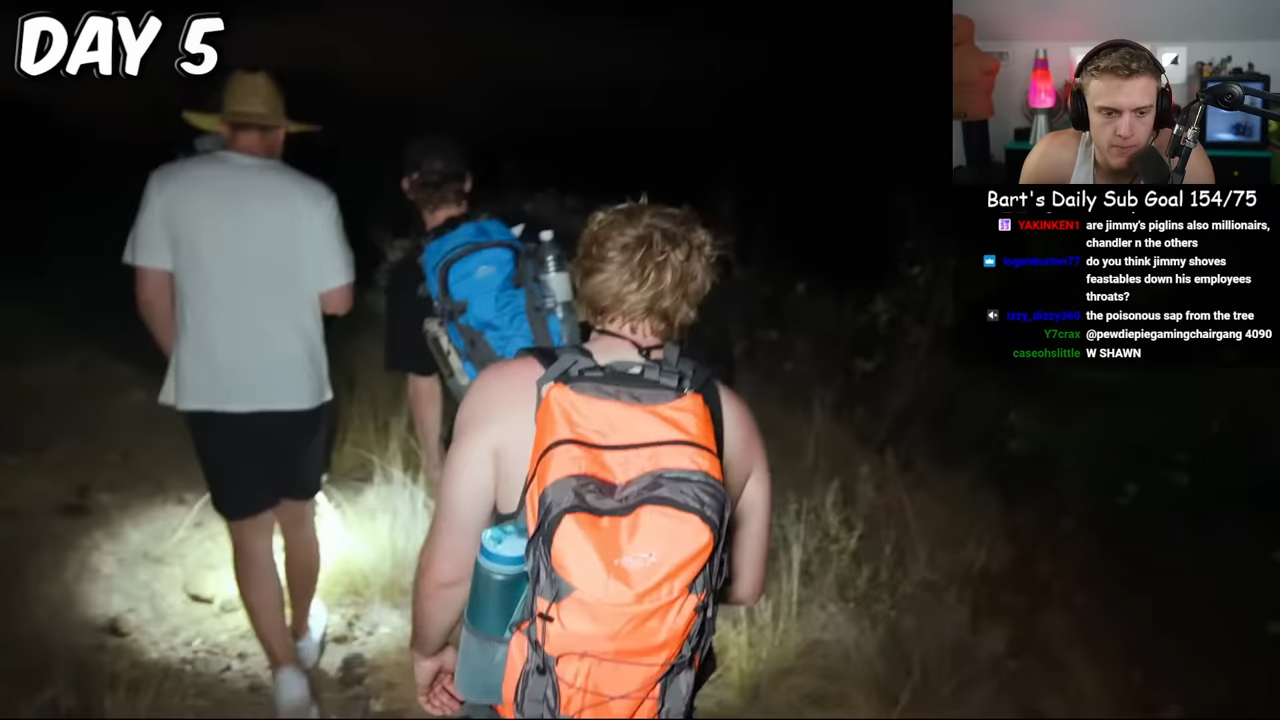 DAY 5
Bart's Daily Sub Goal 154/75
YAKINKEN1 are jimmy's piglins also millionairs,
chandler n the others
loganburton77 do you think jimmy shoves
feastables down his employees
throats?
izzy_dizzy360 the poisonous sap from the tree
Y7crax @pewdiepiegamingchairgang 4090
caseohslittle W SHAWN